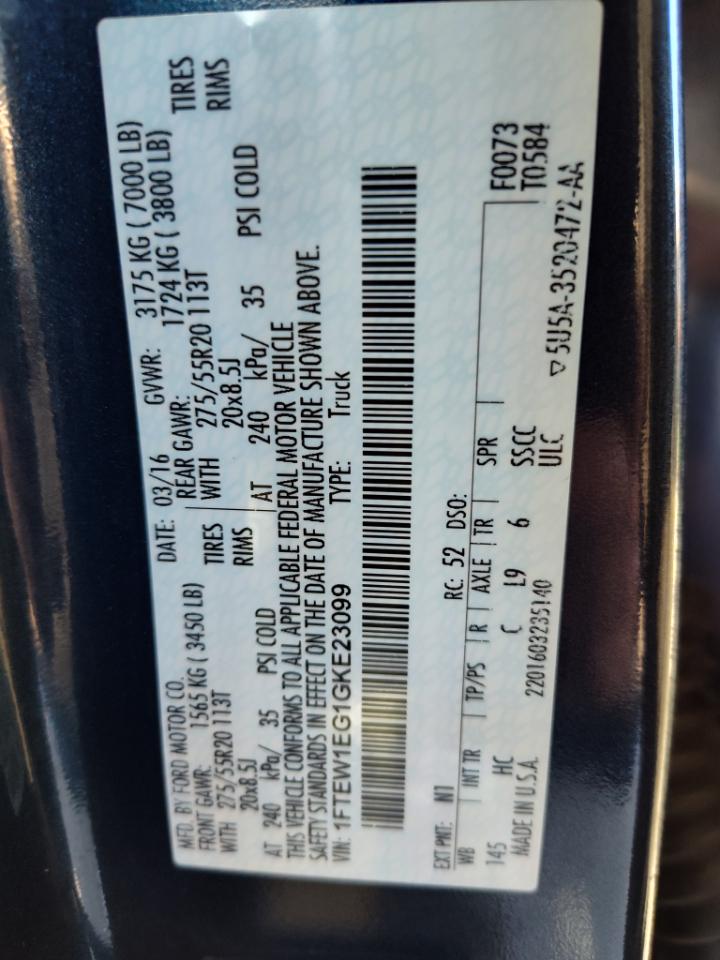 MFD. BY FORD MOTOR CO.
DATE: 03/16 GVWR: 3175 KG ( 7000 LB)
FRONT GAWR: 1565 KG ( 3450 LB) REAR GAWR: 1724 KG ( 3800 LB)
WITH 275/55R20 113T TIRES WITH 275/55R20 113T TIRES
20x8.5J RIMS 20x8.5J RIMS
AT 240 kPa/ 35 PSI COLD AT 240 kPa/ 35 PSI COLD
THIS VEHICLE CONFORMS TO ALL APPLICABLE FEDERAL MOTOR VEHICLE
SAFETY STANDARDS IN EFFECT ON THE DATE OF MANUFACTURE SHOWN ABOVE.
VIN: 1FTEW1EG1GKE23099 TYPE: Truck
EXT PNT: N1 RC: 52 DSO:
WB INT TR TP/PS R AXLE TR SPR F0073
T0584
145 HC C L9 6 SSCC
ULC
MADE IN U.S.A. 2201603235140
▽ 5U5A-3520472-AA